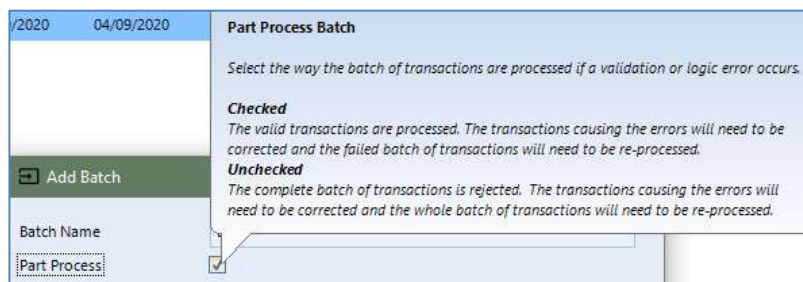 /2020 04/09/2020
Part Process Batch
Select the way the batch of transactions are processed if a validation or logic error occurs.
Checked
The valid transactions are processed. The transactions causing the errors will need to be
corrected and the failed batch of transactions will need to be re-processed.
Unchecked
The complete batch of transactions is rejected. The transactions causing the errors will
need to be corrected and the whole batch of transactions will need to be re-processed.
Add Batch
Batch Name
Part Process